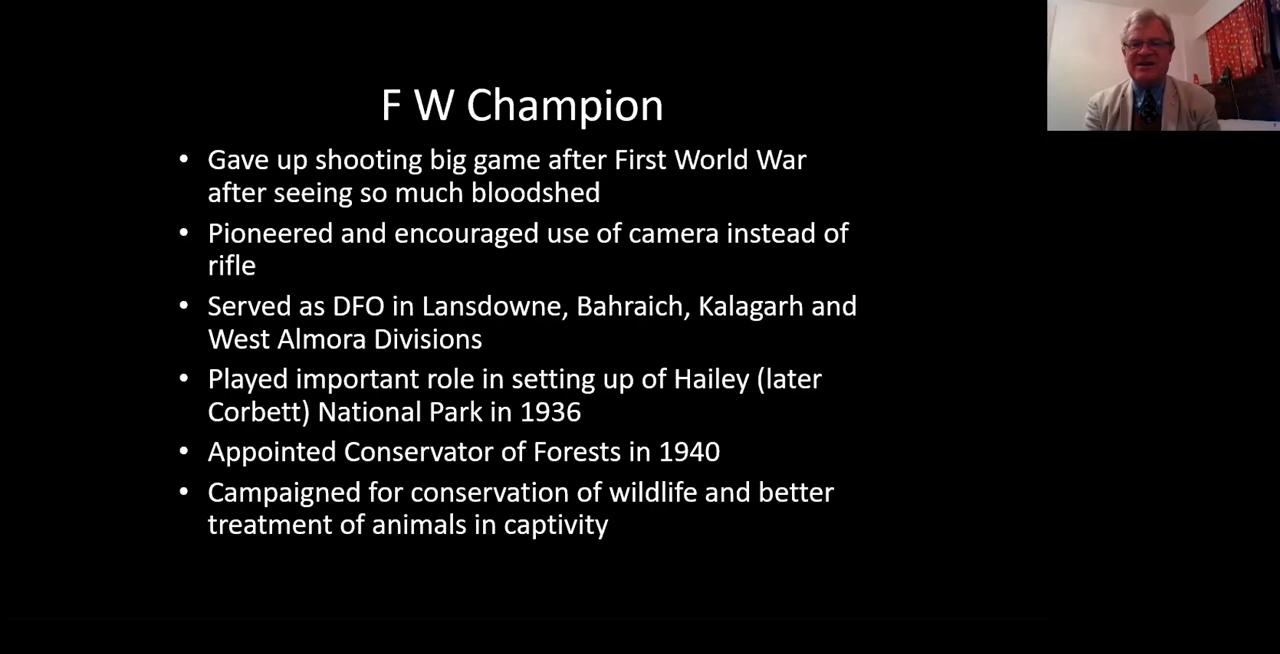 F W Champion
• Gave up shooting big game after First World War
after seeing so much bloodshed
• Pioneered and encouraged use of camera instead of
rifle
• Served as DFO in Lansdowne, Bahraich, Kalagarh and
West Almora Divisions
• Played important role in setting up of Hailey (later
Corbett) National Park in 1936
• Appointed Conservator of Forests in 1940
• Campaigned for conservation of wildlife and better
treatment of animals in captivity